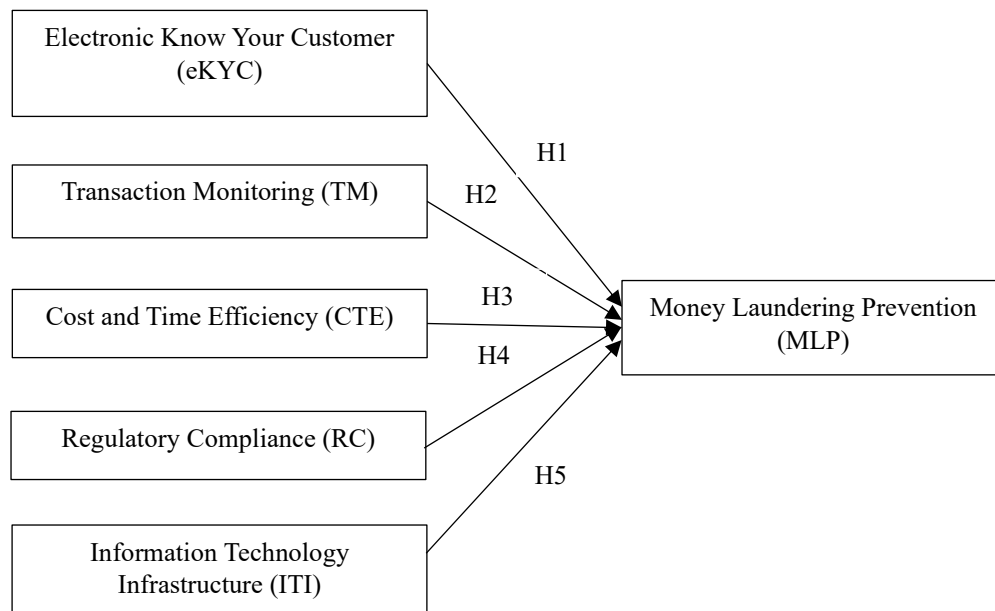 Electronic Know Your Customer
(eKYC)
H1
Transaction Monitoring (TM)
H2
Cost and Time Efficiency (CTE)
H3
Money Laundering Prevention
(MLP)
H4
Regulatory Compliance (RC)
H5
Information Technology
Infrastructure (ITI)